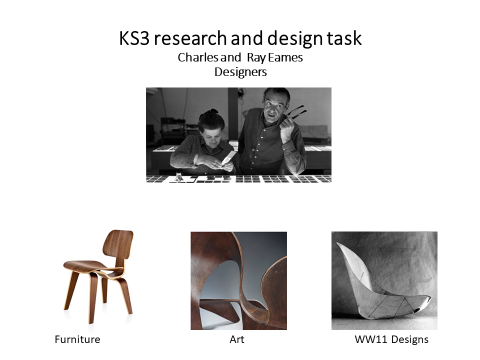 KS3 research and design task
Charles and Ray Eames
Designers
Furniture
Art
WW11 Designs